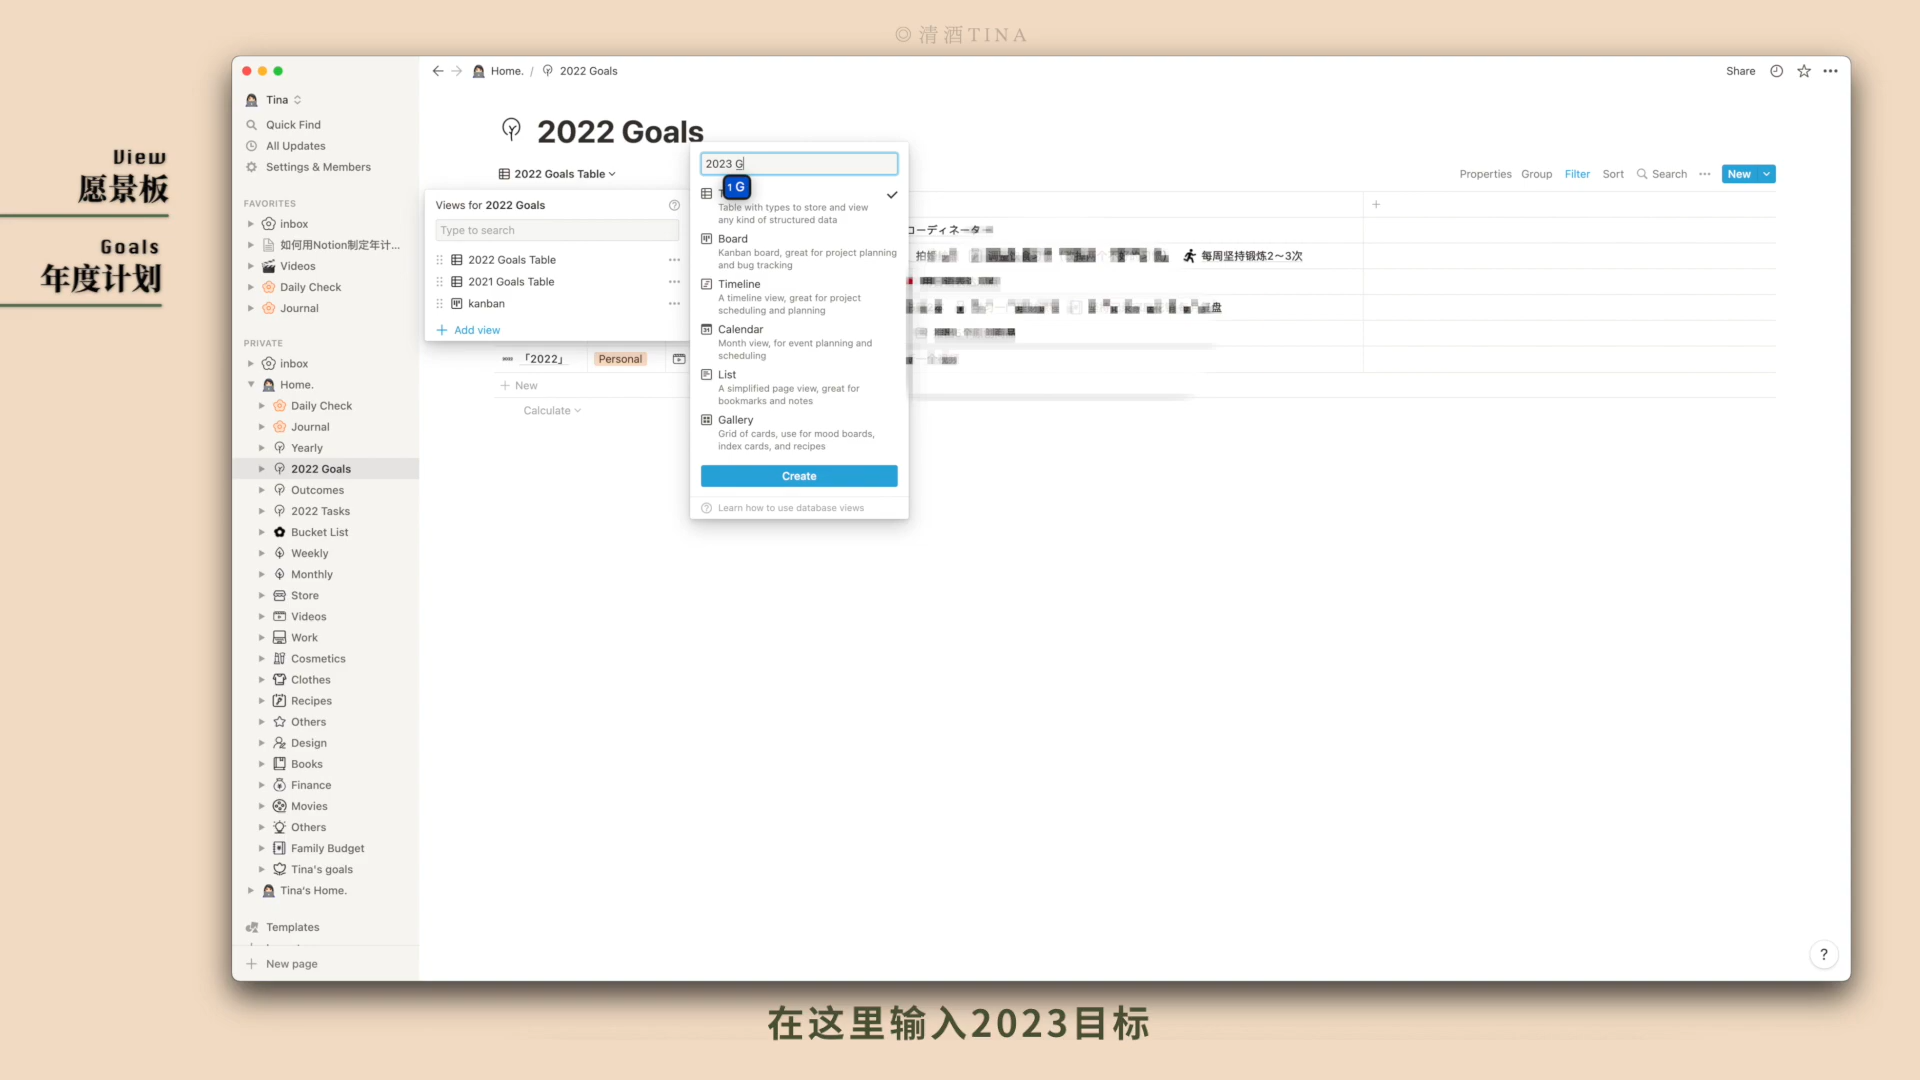 ◎清酒TINA
View
愿景板
Goals
年度计划
Tina
Quick Find
All Updates
Settings & Members
FAVORITES
inbox
如何用Notion制定年计...
Videos
Daily Check
Journal
PRIVATE
inbox
Home.
Daily Check
Journal
Yearly
2022 Goals
Outcomes
2022 Tasks
Bucket List
Weekly
Monthly
Store
Videos
Work
Cosmetics
Clothes
Recipes
Others
Design
Books
Finance
Movies
Others
Family Budget
Tina's goals
Tina's Home.
Templates
New page
Home. / 2022 Goals
Share
2022 Goals
2022 Goals Table
Properties Group Filter Sort Search New
Views for 2022 Goals
Type to search
2022 Goals Table
2021 Goals Table
kanban
Add view
「2022」 Personal
New
Calculate
2023 G
1 G
Table with types to store and view
any kind of structured data
Board
Kanban board, great for project planning
and bug tracking
Timeline
A timeline view, great for project
scheduling and planning
Calendar
Month view, for event planning and
scheduling
List
A simplified page view, great for
bookmarks and notes
Gallery
Grid of cards, use for mood boards,
index cards, and recipes
Create
Learn how to use database views
コーディネーター
每周坚持锻炼2～3次
盘
?
在这里输入2023目标